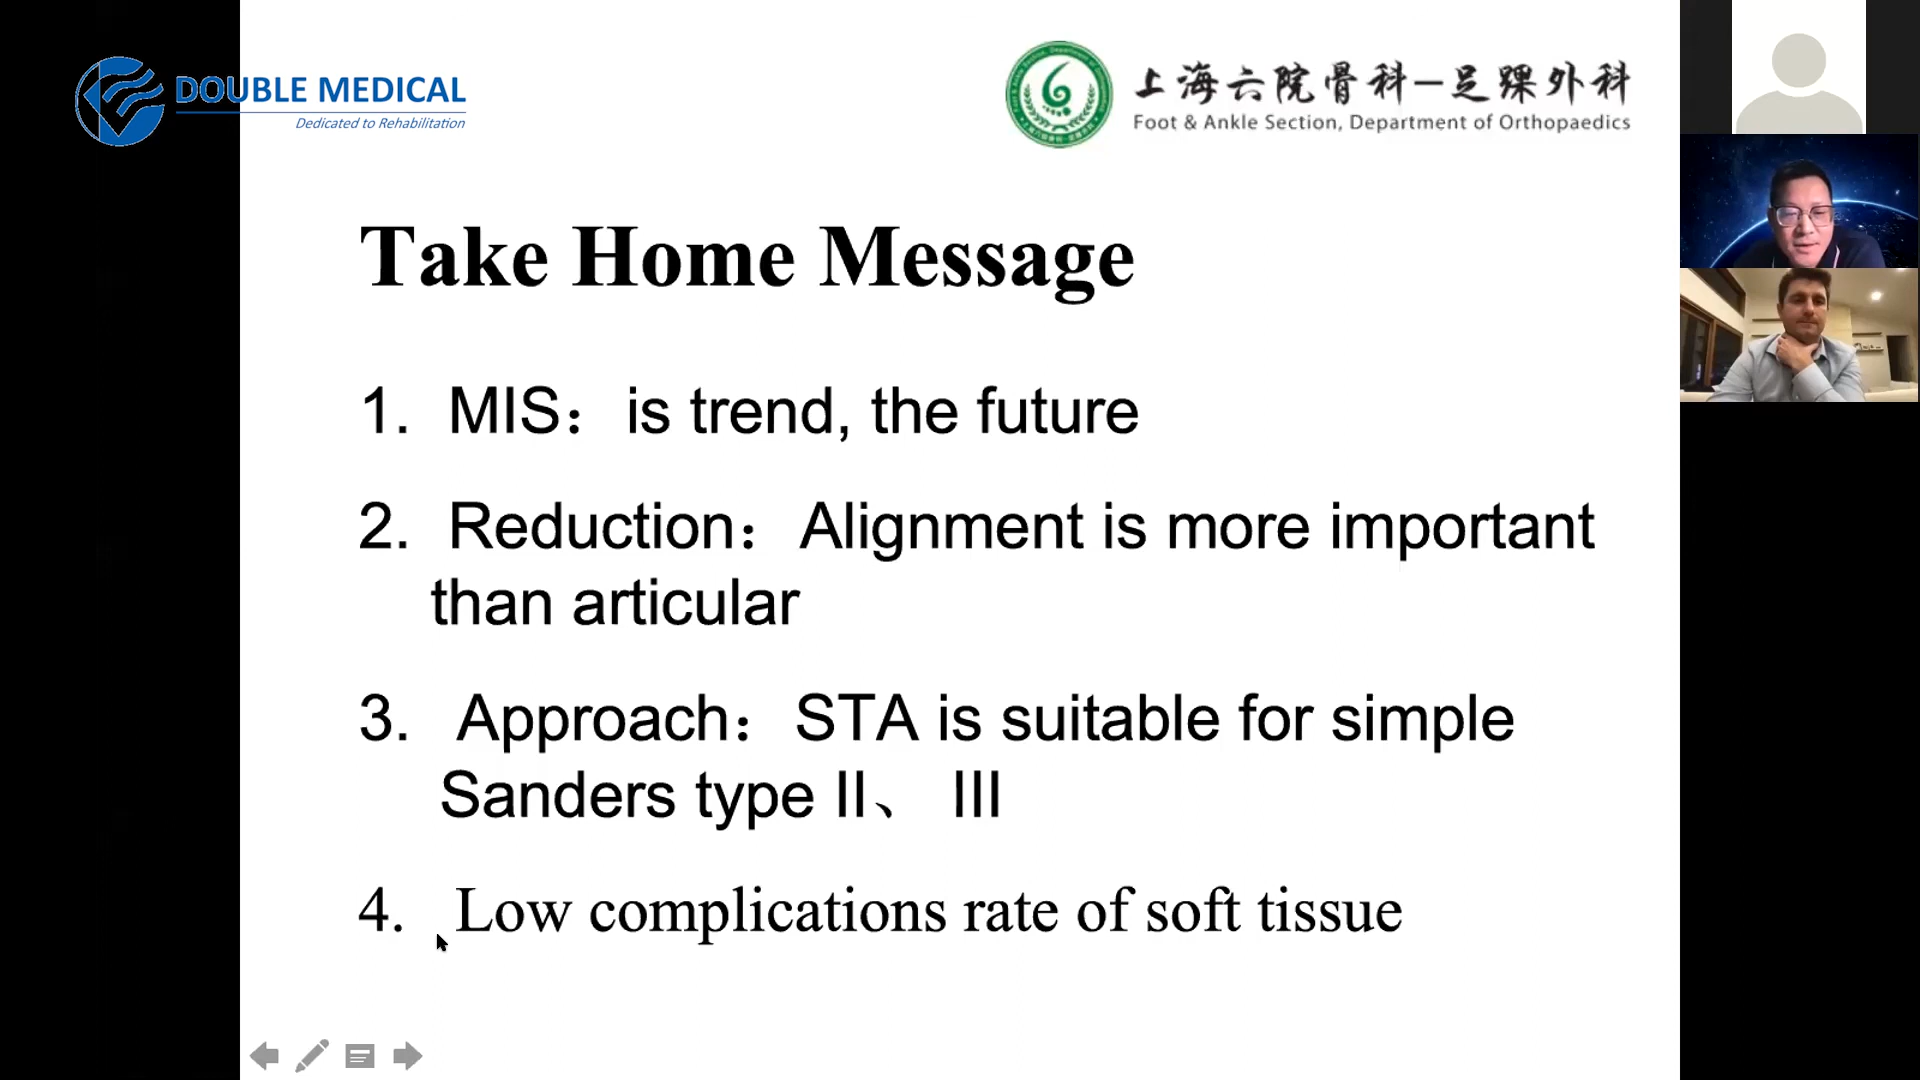 DOUBLE MEDICAL
Dedicated to Rehabilitation
上海六院骨科—足踝外科
Foot & Ankle Section, Department of Orthopaedics
Take Home Message
1. MIS： is trend, the future
2. Reduction： Alignment is more important
than articular
3. Approach： STA is suitable for simple
Sanders type II、 III
4. Low complications rate of soft tissue